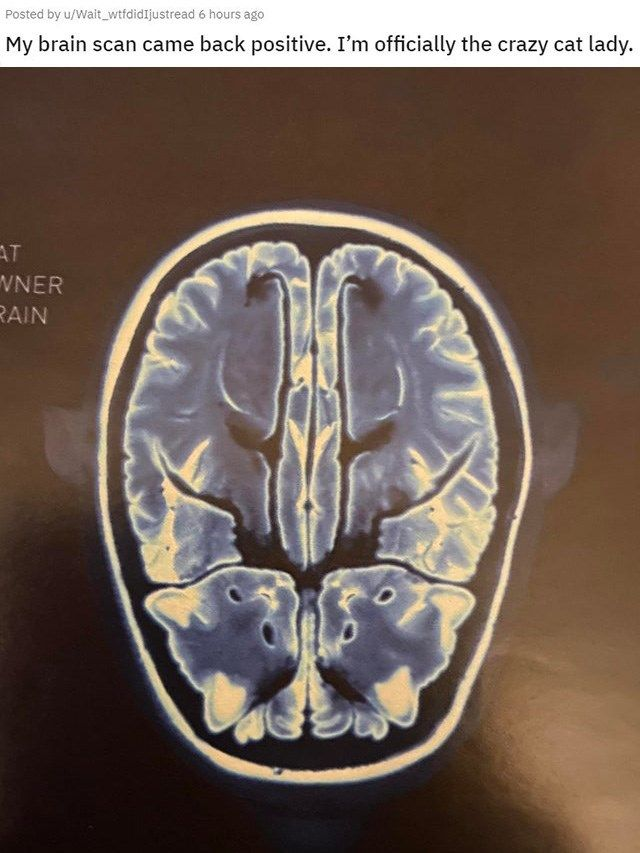 Posted by u/Wait_wtfdidIjustread 6 hours ago
My brain scan came back positive. I’m officially the crazy cat lady.
AT
WNER
RAIN